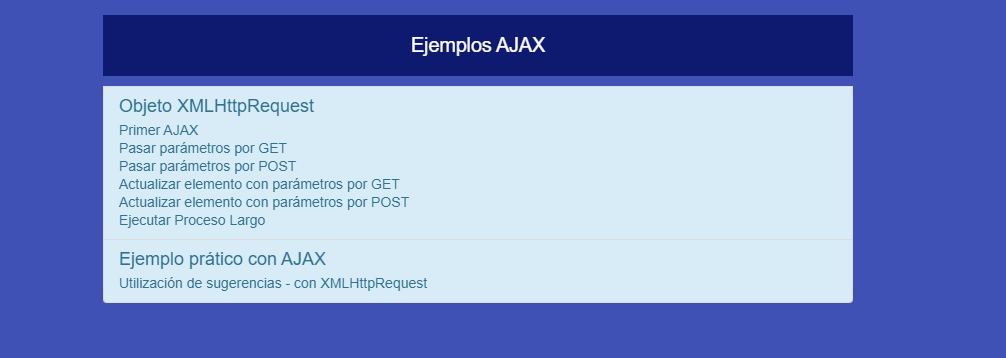 Ejemplos AJAX
Objeto XMLHttpRequest
Primer AJAX
Pasar parámetros por GET
Pasar parámetros por POST
Actualizar elemento con parámetros por GET
Actualizar elemento con parámetros por POST
Ejecutar Proceso Largo
Ejemplo prático con AJAX
Utilización de sugerencias - con XMLHttpRequest